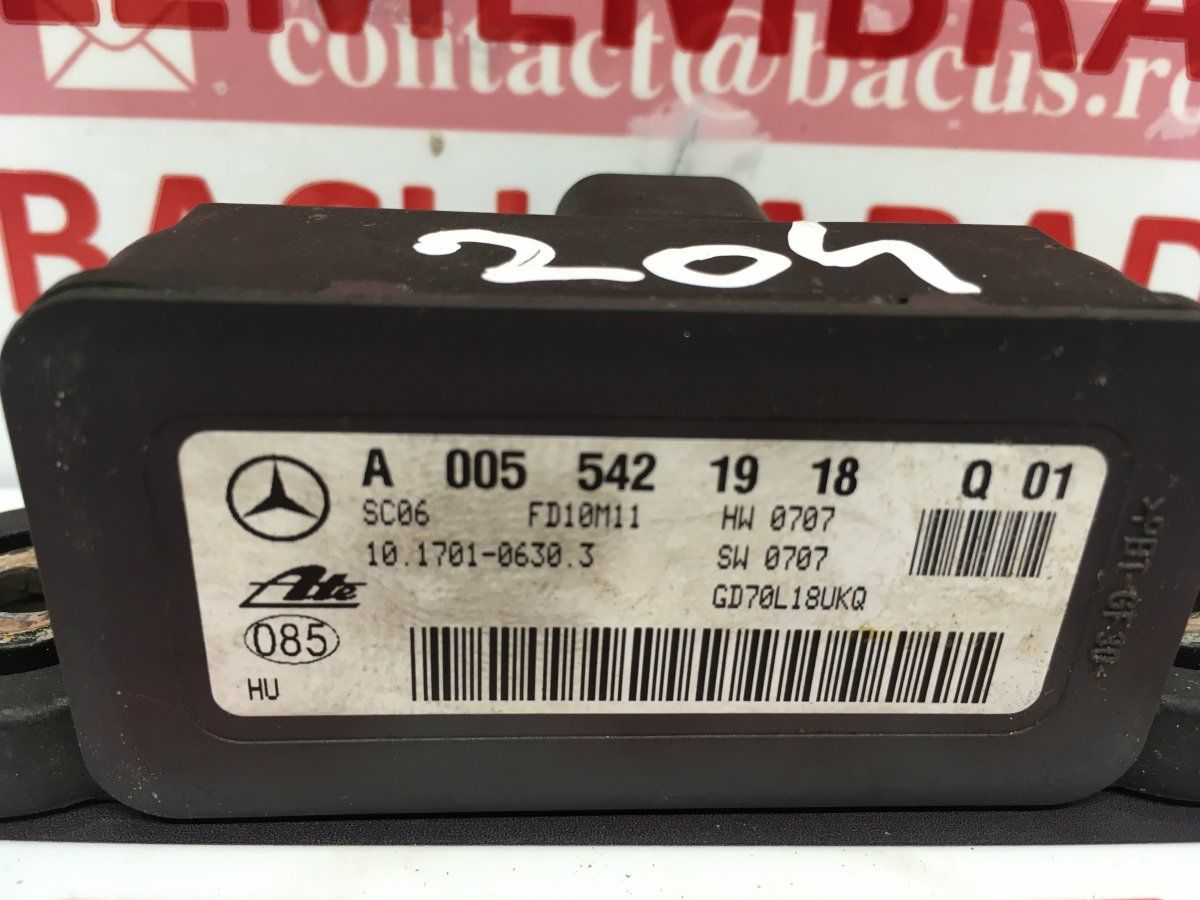 contact@bacus.ro
204
A 005 542 19 18 Q 01
SC06 FD10M11 HW 0707
10.1701-0630.3 SW 0707
Ate GD70L18UKQ
085
HU